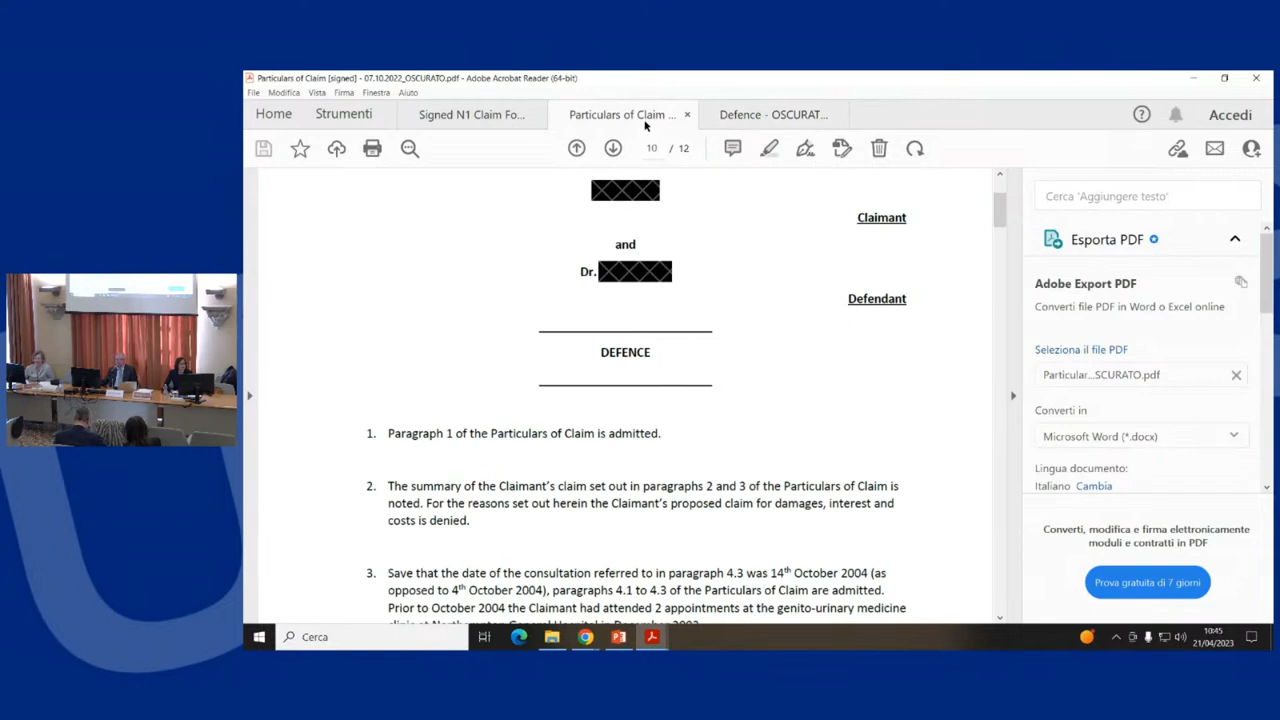 Particulars of Claim [signed] - 07.10.2022_OSCURATO.pdf - Adobe Acrobat Reader (64-bit)
File Modifica Vista Firma Finestra Aiuto
Home Strumenti Signed N1 Claim Fo... Particulars of Claim ... Defence - OSCURAT... Accedi
10 / 12
Claimant
and
Dr.
Defendant
DEFENCE
1. Paragraph 1 of the Particulars of Claim is admitted.
2. The summary of the Claimant's claim set out in paragraphs 2 and 3 of the Particulars of Claim is
noted. For the reasons set out herein the Claimant's proposed claim for damages, interest and
costs is denied.
3. Save that the date of the consultation referred to in paragraph 4.3 was 14th October 2004 (as
opposed to 4th October 2004), paragraphs 4.1 to 4.3 of the Particulars of Claim are admitted.
Prior to October 2004 the Claimant had attended 2 appointments at the genito-urinary medicine
Cerca 'Aggiungere testo'
Esporta PDF
Adobe Export PDF
Converti file PDF in Word o Excel online
Seleziona il file PDF
Particular...SCURATO.pdf
Converti in
Microsoft Word (*.docx)
Lingua documento:
Italiano Cambia
Converti, modifica e firma elettronicamente
moduli e contratti in PDF
Prova gratuita di 7 giorni
Cerca
10:45
21/04/2023